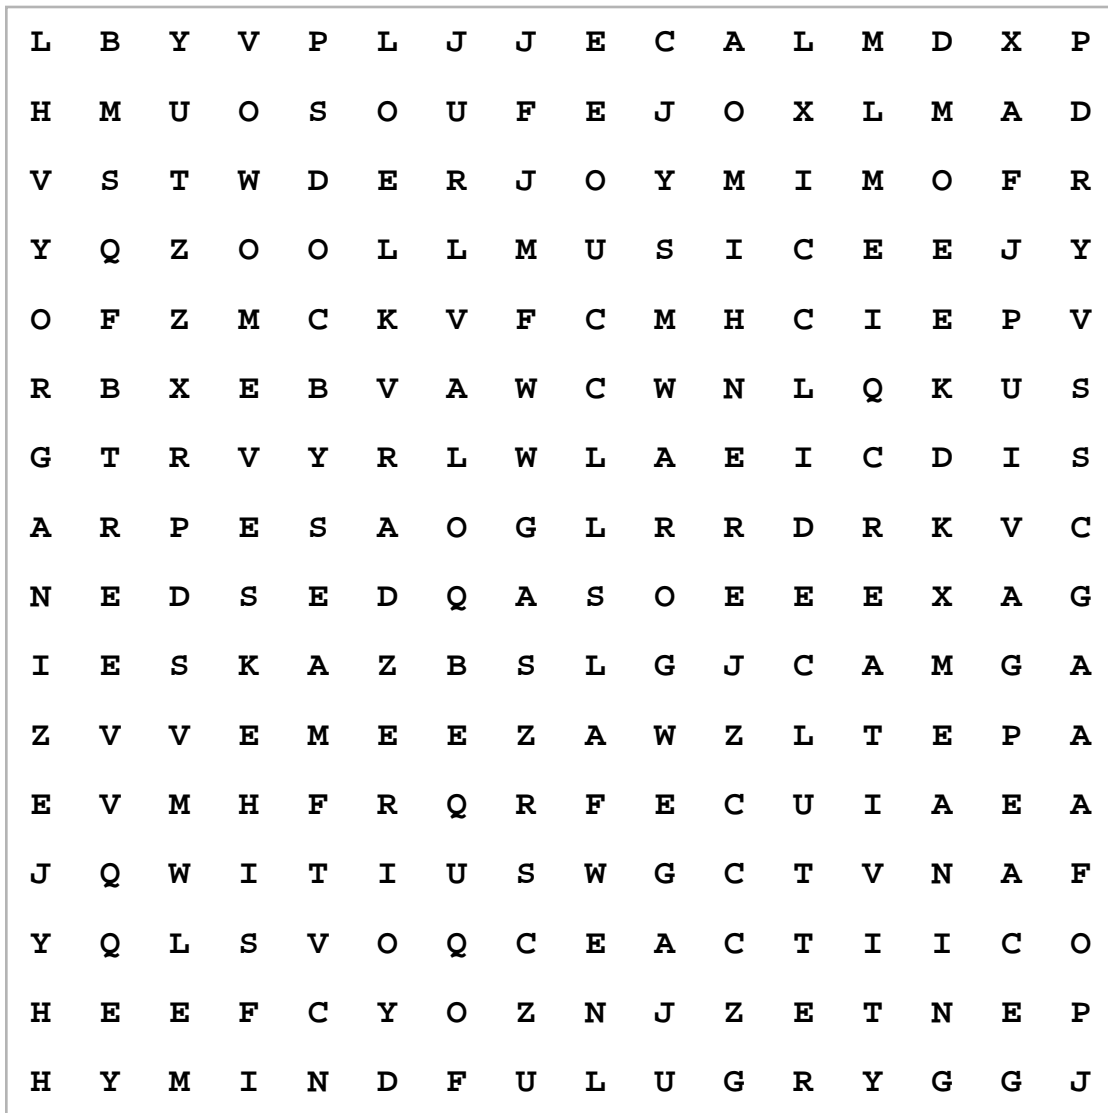 L B Y V P L J J E C A L M D X P
H M U O S O U F E J O X L M A D
V S T W D E R J O Y M I M O F R
Y Q Z O O L L M U S I C E E J Y
O F Z M C K V F C M H C I E P V
R B X E B V A W C W N L Q K U S
G T R V Y R L W L A E I C D I S
A R P E S A O G L R R D R K V C
N E D S E D Q A S O E E E X A G
I E S K A Z B S L G J C A M G A
Z V V E M E E Z A W Z L T E P A
E V M H F R Q R F E C U I A E A
J Q W I T I U S W G C T V N A F
Y Q L S V O Q C E A C T I I C O
H E E F C Y O Z N J Z E T N E P
H Y M I N D F U L U G R Y G G J